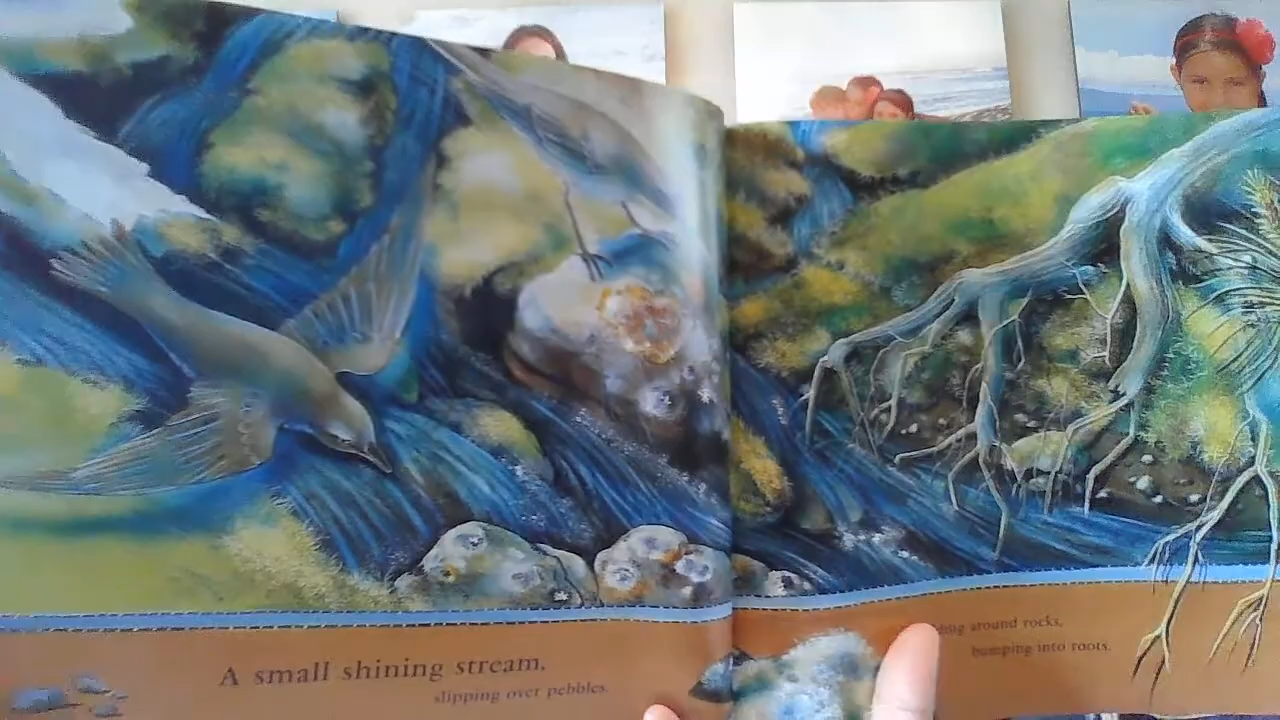 A small shining stream,
slipping over pebbles.
around rocks,
bumping into roots.